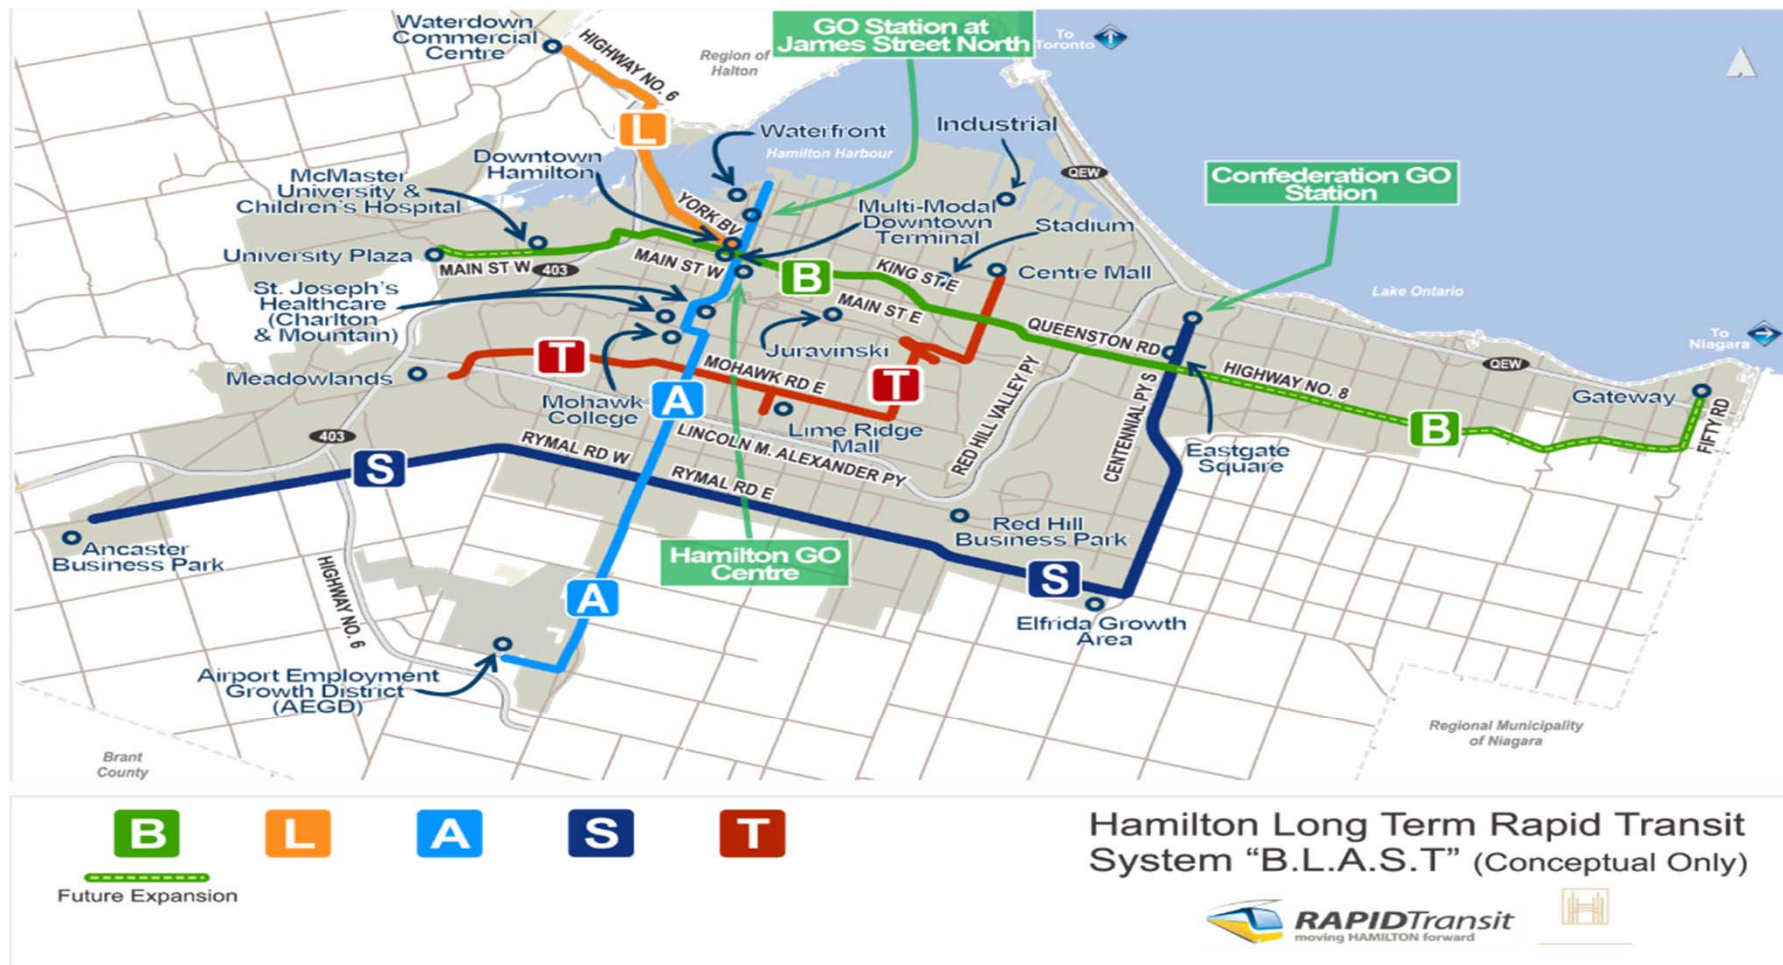 Waterdown
Commercial
Centre
HIGHWAY NO. 6
Region of
Halton
GO Station at
James Street North
To
Toronto
L
Waterfront
Hamilton Harbour
Industrial
QEW
Confederation GO
Station
Downtown
Hamilton
McMaster
University &
Children's Hospital
YORK BV
Multi-Modal
Downtown
Terminal
Stadium
University Plaza
MAIN ST W
403
MAIN ST W
B
KING ST E
Centre Mall
Lake Ontario
St. Joseph's
Healthcare
(Charlton
& Mountain)
MAIN ST E
QUEENSTON RD
To
Niagara
Juravinski
T
MOHAWK RD E
T
RED HILL VALLEY PY
CENTENNIAL PY S
HIGHWAY NO. 8
QEW
Meadowlands
Mohawk
College
A
Lime Ridge
Mall
B
Gateway
FIFTY RD
403
S
RYMAL RD W
LINCOLN M. ALEXANDER PY
RYMAL RD E
Eastgate
Square
Ancaster
Business Park
HIGHWAY NO. 6
Hamilton GO
Centre
Red Hill
Business Park
A
S
Elfrida Growth
Area
Airport Employment
Growth District
(AEGD)
Brant
County
Regional Municipality
of Niagara
B
L
A
S
T
Future Expansion
Hamilton Long Term Rapid Transit
System “B.L.A.S.T” (Conceptual Only)
RAPIDTransit
moving HAMILTON forward